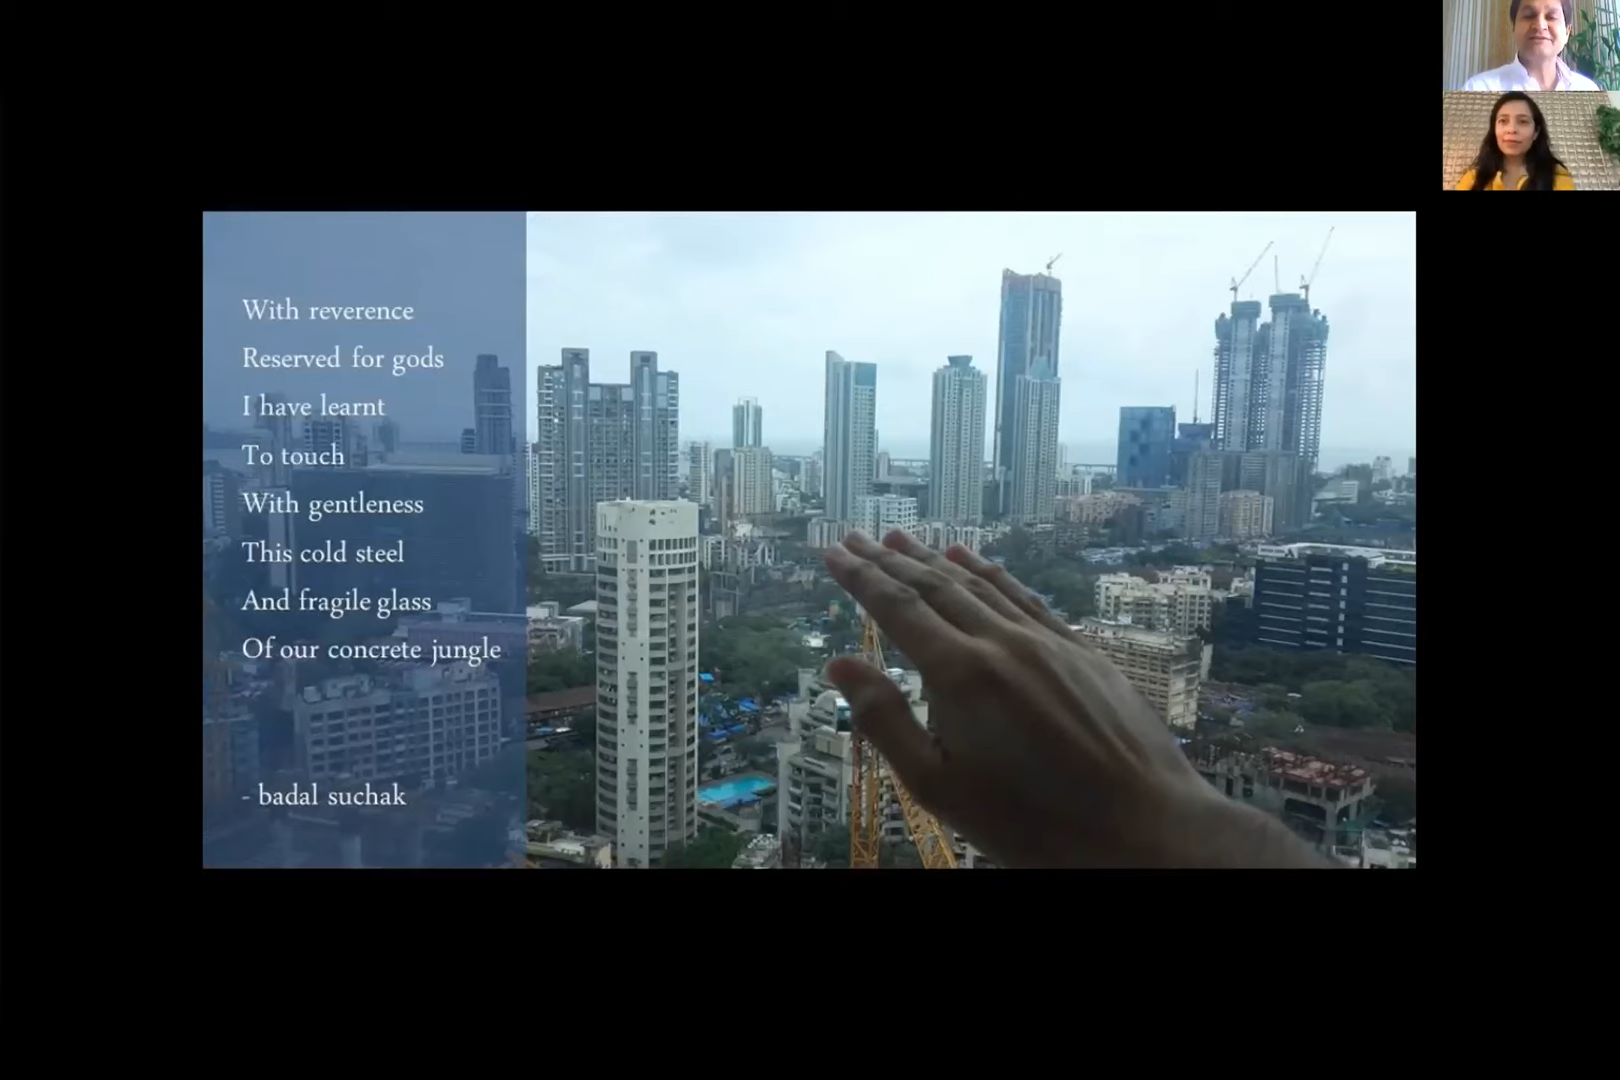 With reverence
Reserved for gods
I have learnt
To touch
With gentleness
This cold steel
And fragile glass
Of our concrete jungle
- badal suchak